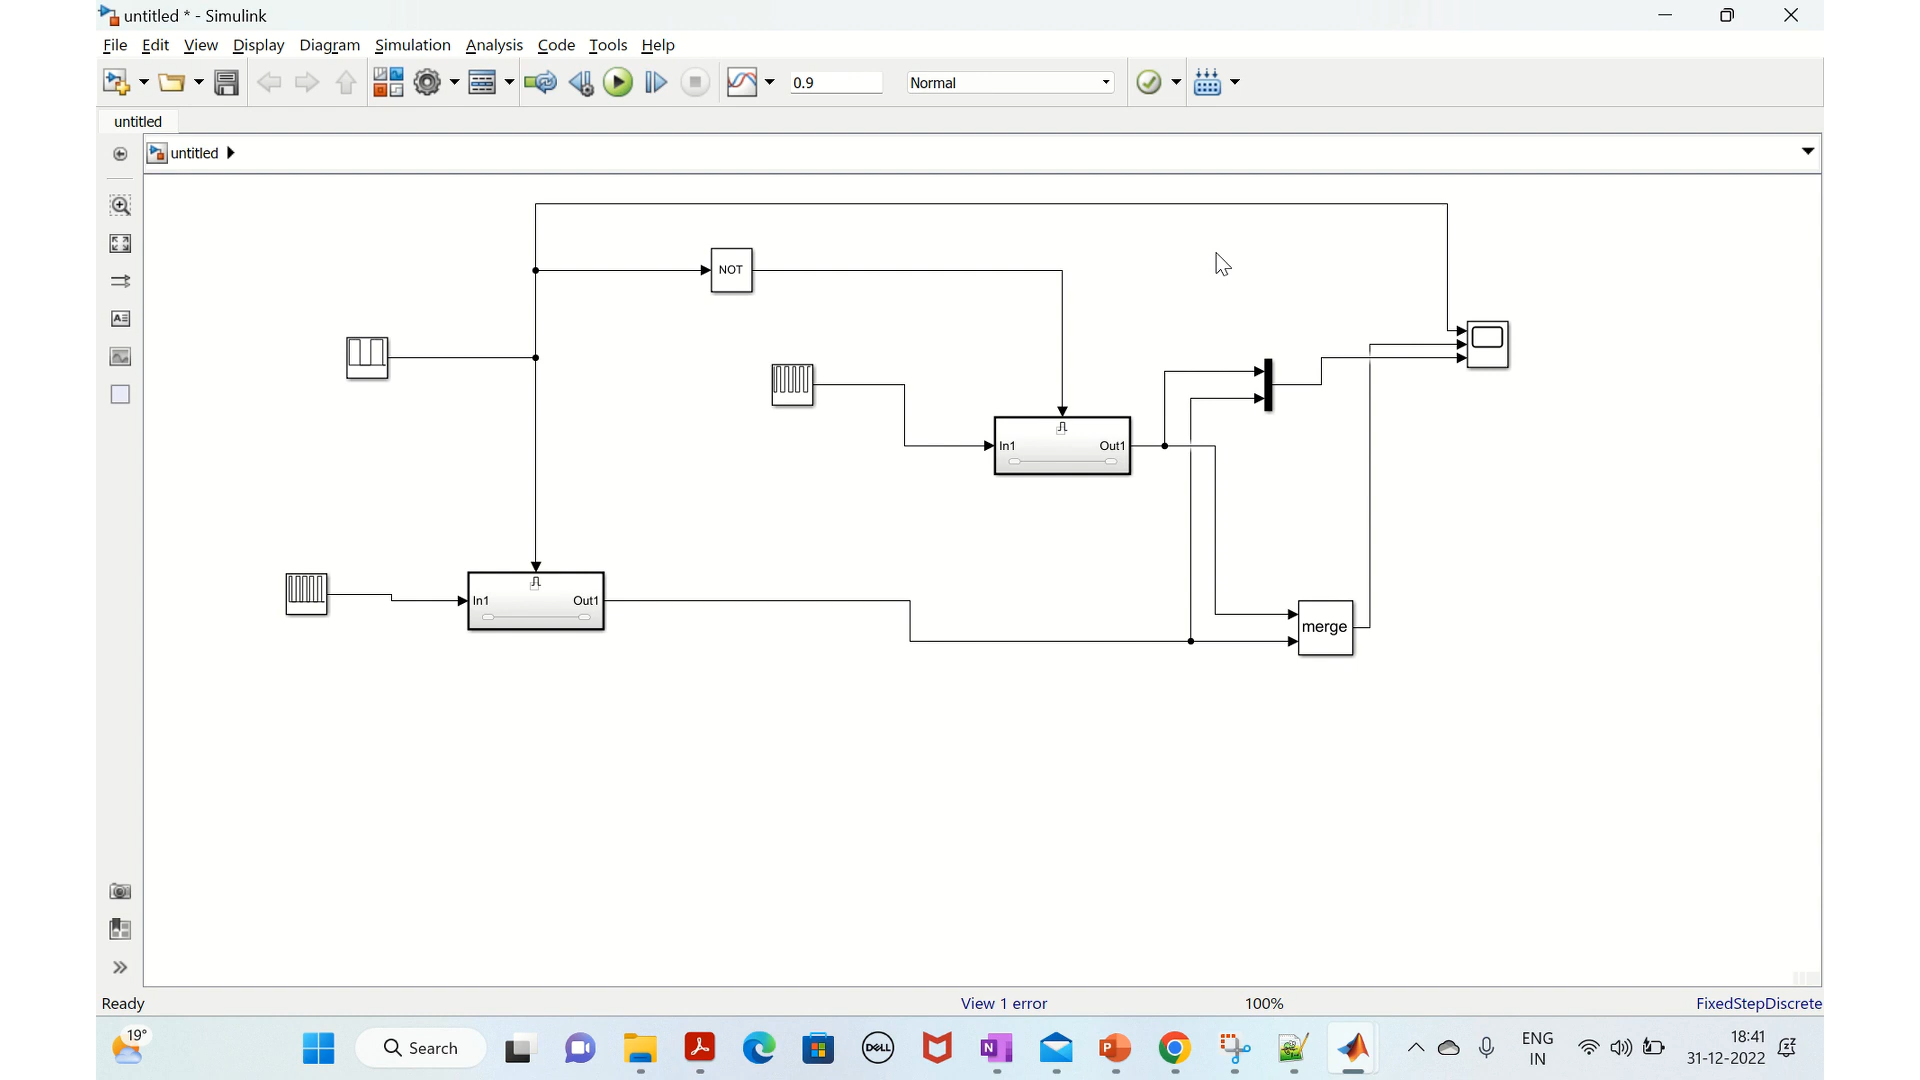 untitled * - Simulink
File Edit View Display Diagram Simulation Analysis Code Tools Help
0.9 Normal
untitled
untitled
NOT
In1 Out1
In1 Out1
merge
Ready View 1 error 100% FixedStepDiscrete
19°
Search
DELL
ENG
IN
18:41
31-12-2022